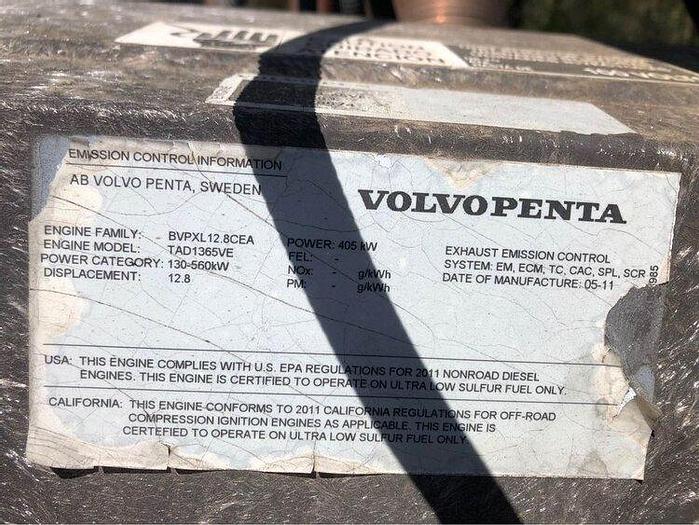 EMISSION CONTROL INFORMATION
AB VOLVO PENTA, SWEDEN
VOLVO PENTA
ENGINE FAMILY: - BVPXL12.8CEA
ENGINE MODEL: TAD1365VE
POWER CATEGORY: 130-560kW
DISPLACEMENT: 12.8
POWER: 405 kW
FEL: -
NOx: - g/kWh
PM: - g/kWh
EXHAUST EMISSION CONTROL
SYSTEM: EM, ECM, TC, CAC, SPL, SCR
DATE OF MANUFACTURE: 05-11
USA: THIS ENGINE COMPLIES WITH U.S. EPA REGULATIONS FOR 2011 NONROAD DIESEL
ENGINES. THIS ENGINE IS CERTIFIED TO OPERATE ON ULTRA LOW SULFUR FUEL ONLY.
CALIFORNIA: THIS ENGINE CONFORMS TO 2011 CALIFORNIA REGULATIONS FOR OFF-ROAD
COMPRESSION IGNITION ENGINES AS APPLICABLE. THIS ENGINE IS
CERTEFIED TO OPERATE ON ULTRA LOW SULFUR FUEL ONLY